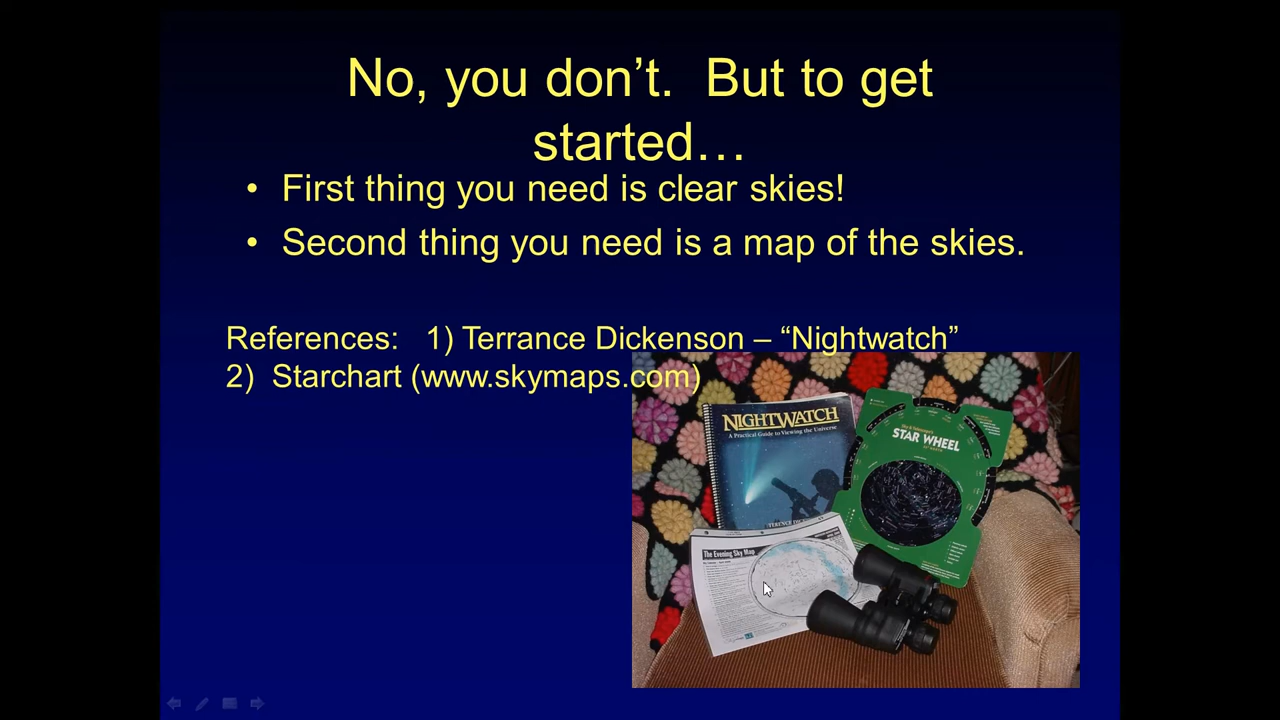 No, you don’t. But to get
started…
• First thing you need is clear skies!
• Second thing you need is a map of the skies.
References: 1) Terrance Dickenson – “Nightwatch”
2) Starchart (www.skymaps.com)
NIGHTWATCH
A Practical Guide to Viewing the Universe
TERENCE
STAR WHEEL
The Evening Sky Map